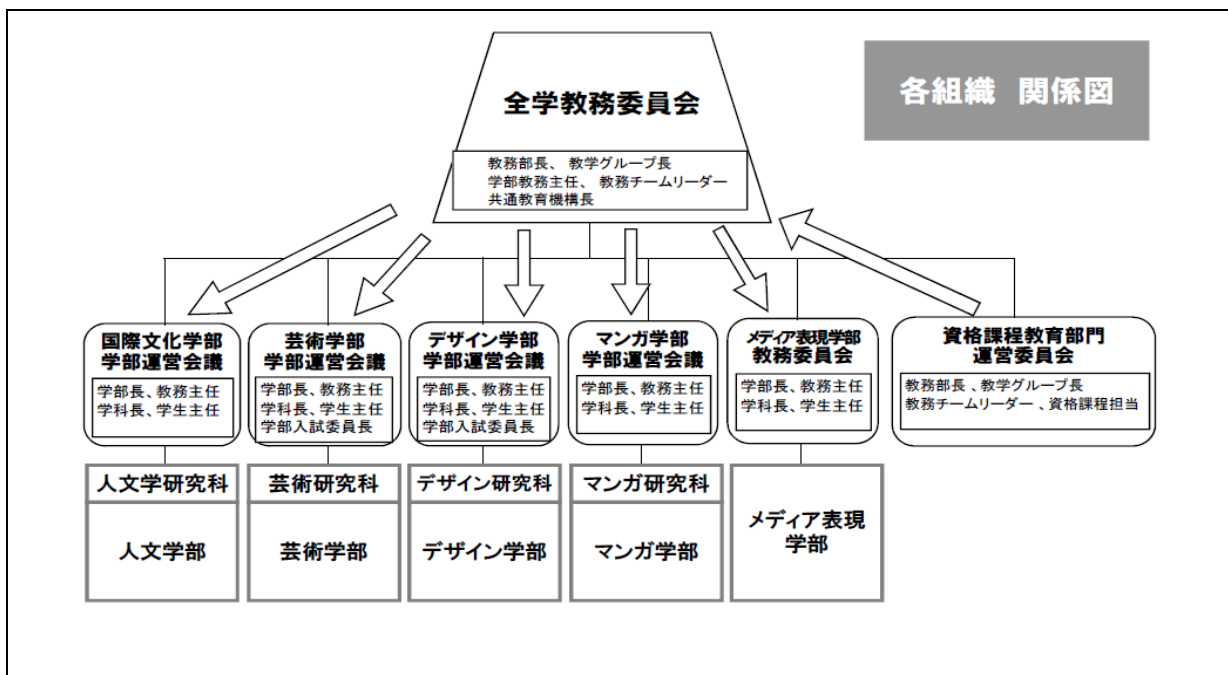 各組織 関係図
全学教務委員会
教務部長、教学グループ長
学部教務主任、教務チームリーダー
共通教育機構長
国際文化学部
学部運営会議
学部長、教務主任
学科長、学生主任
芸術学部
学部運営会議
学部長、教務主任
学科長、学生主任
学部入試委員長
デザイン学部
学部運営会議
学部長、教務主任
学科長、学生主任
学部入試委員長
マンガ学部
学部運営会議
学部長、教務主任
学科長、学生主任
メディア表現学部
教務委員会
学部長、教務主任
学科長、学生主任
資格課程教育部門
運営委員会
教務部長、教学グループ長
教務チームリーダー、資格課程担当
人文学研究科
人文学部
芸術研究科
芸術学部
デザイン研究科
デザイン学部
マンガ研究科
マンガ学部
メディア表現
学部